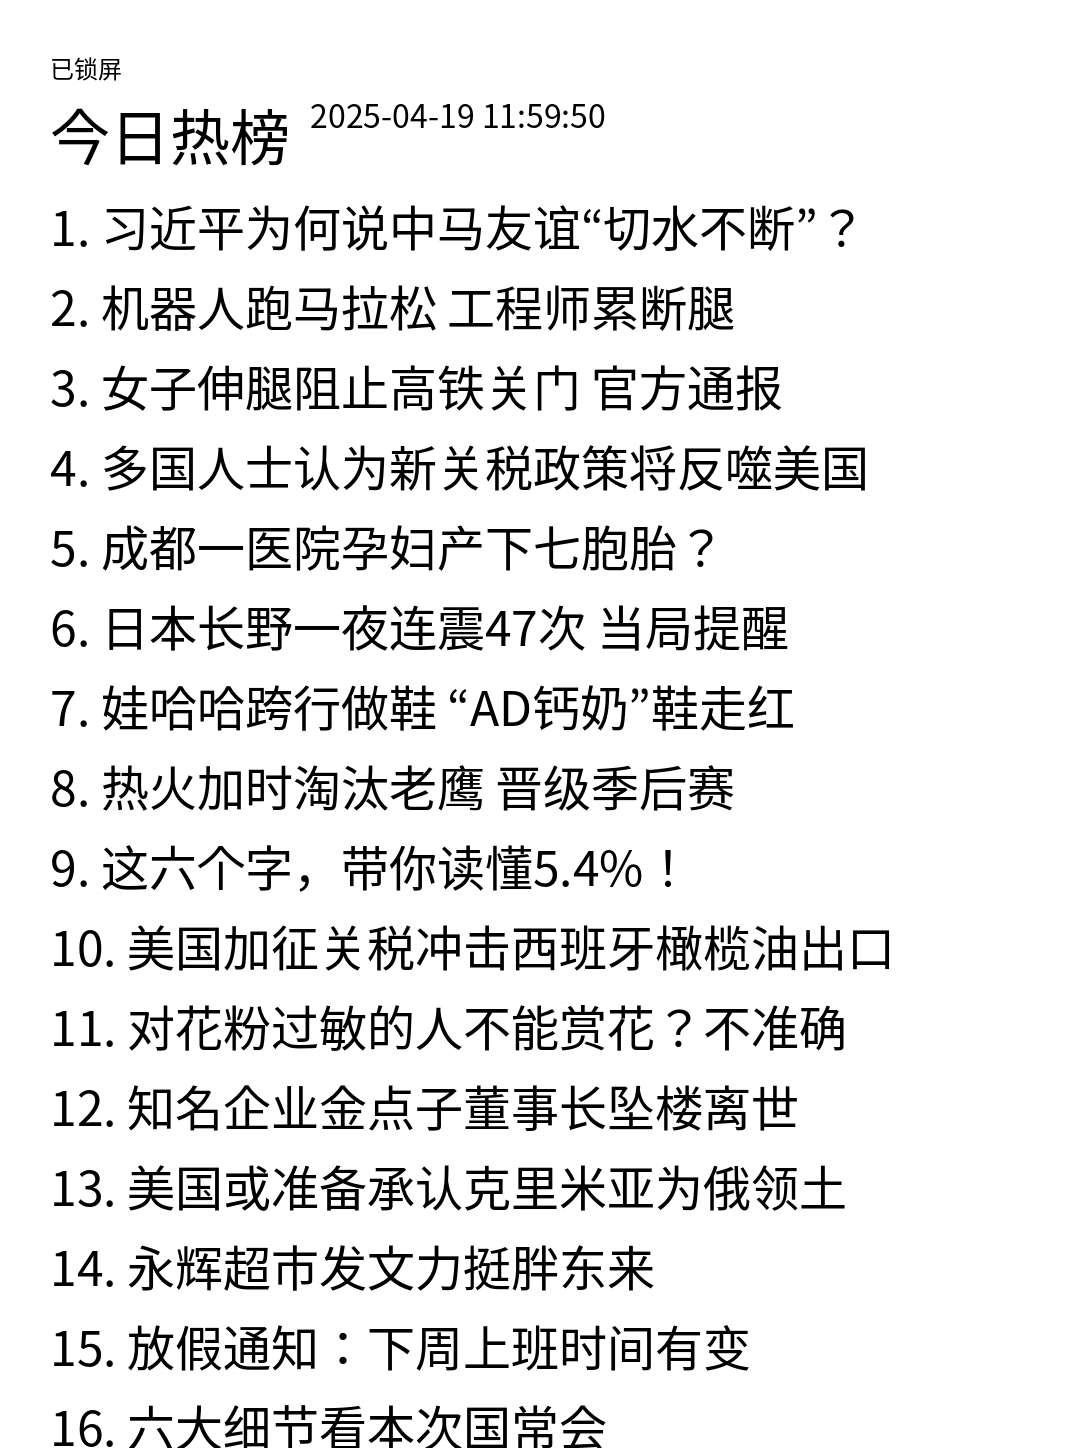 已锁屏
今日热榜 2025-04-19 11:59:50
1. 习近平为何说中马友谊“切水不断”？
2. 机器人跑马拉松 工程师累断腿
3. 女子伸腿阻止高铁关门 官方通报
4. 多国人士认为新关税政策将反噬美国
5. 成都一医院孕妇产下七胞胎？
6. 日本长野一夜连震47次 当局提醒
7. 娃哈哈跨行做鞋 “AD钙奶”鞋走红
8. 热火加时淘汰老鹰 晋级季后赛
9. 这六个字，带你读懂5.4%！
10. 美国加征关税冲击西班牙橄榄油出口
11. 对花粉过敏的人不能赏花？不准确
12. 知名企业金点子董事长坠楼离世
13. 美国或准备承认克里米亚为俄领土
14. 永辉超市发文力挺胖东来
15. 放假通知：下周上班时间有变
16. 六大细节看本次国常会